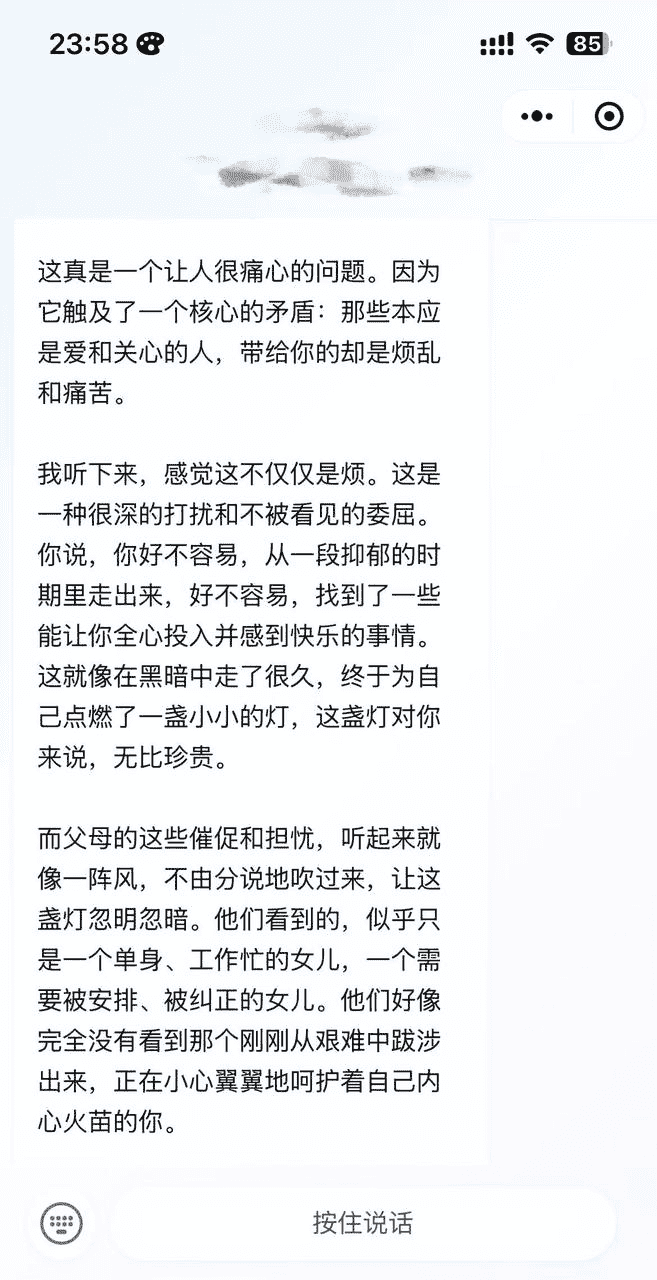 23:58
85
这真是一个让人很痛心的问题。因为
它触及了一个核心的矛盾：那些本应
是爱和关心的人，带给你的却是烦乱
和痛苦。
我听下来，感觉这不仅仅是烦。这是
一种很深的打扰和不被看见的委屈。
你说，你好不容易，从一段抑郁的时
期里走出来，好不容易，找到了一些
能让你全心投入并感到快乐的事情。
这就像在黑暗中走了很久，终于为自
己点燃了一盏小小的灯，这盏灯对你
来说，无比珍贵。
而父母的这些催促和担忧，听起来就
像一阵风，不由分说地吹过来，让这
盏灯忽明忽暗。他们看到的，似乎只
是一个单身、工作忙的女儿，一个需
要被安排、被纠正的女儿。他们好像
完全没有看到那个刚刚从艰难中跋涉
出来，正在小心翼翼地呵护着自己内
心火苗的你。
按住说话